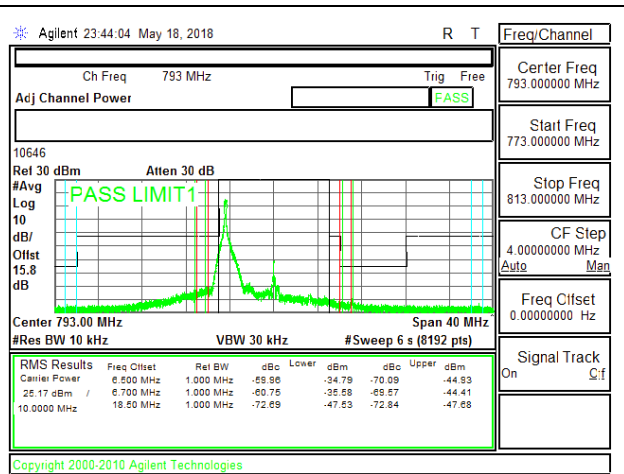 Agilent 23:44:04 May 18, 2018 R T
Freq/Channel
Ch Freq 793 MHz Trig Free
Adj Channel Power PASS
Center Freq
793.000000 MHz
Start Freq
773.000000 MHz
Stop Freq
813.000000 MHz
CF Step
4.00000000 MHz
Auto Man
Freq Offset
0.00000000 Hz
Signal Track
On Off
10646
Ref 30 dBm Atten 30 dB
#Avg
Log
10
dB/
Offst
15.8
dB
PASS LIMIT1
Center 793.00 MHz Span 40 MHz
#Res BW 10 kHz VBW 30 kHz #Sweep 6 s (8192 pts)
RMS Results Freq Offset Ref BW dBc Lower dBm dBc Upper dBm
Carrier Power 6.500 MHz 1.000 MHz -59.96 -34.79 -70.09 -44.93
25.17 dBm / 6.700 MHz 1.000 MHz -60.75 -35.58 -69.57 -44.41
10.0000 MHz 18.50 MHz 1.000 MHz -72.69 -47.53 -72.84 -47.68
Copyright 2000-2010 Agilent Technologies